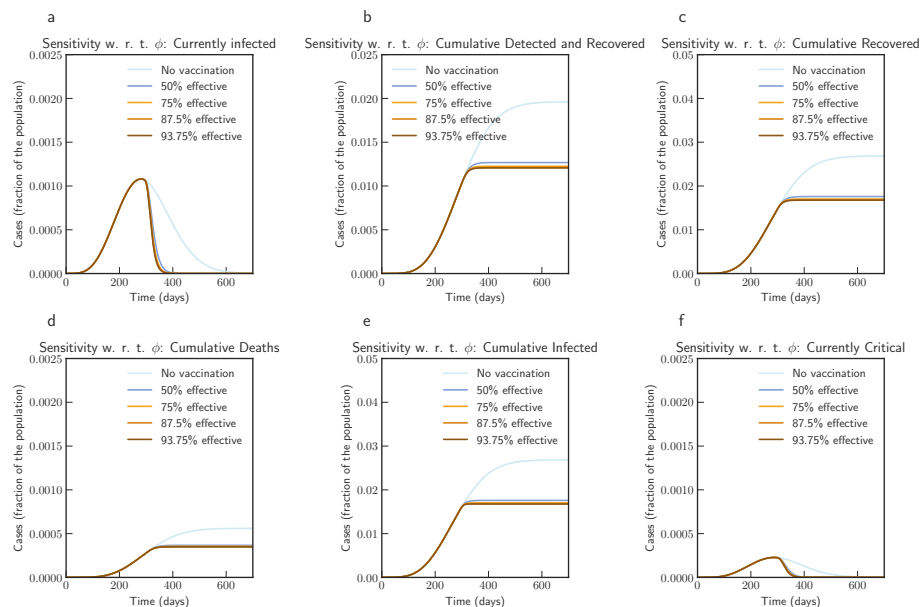 a
Sensitivity w. r. t. ϕ: Currently infected
Cases (fraction of the population)
0.0025
0.0020
0.0015
0.0010
0.0005
0.0000
No vaccination
50% effective
75% effective
87.5% effective
93.75% effective
0
200
400
600
Time (days)
b
Sensitivity w. r. t. ϕ: Cumulative Detected and Recovered
Cases (fraction of the population)
0.025
0.020
0.015
0.010
0.005
0.000
No vaccination
50% effective
75% effective
87.5% effective
93.75% effective
0
200
400
600
Time (days)
c
Sensitivity w. r. t. ϕ: Cumulative Recovered
Cases (fraction of the population)
0.05
0.04
0.03
0.02
0.01
0.00
No vaccination
50% effective
75% effective
87.5% effective
93.75% effective
0
200
400
600
Time (days)
d
Sensitivity w. r. t. ϕ: Cumulative Deaths
Cases (fraction of the population)
0.0025
0.0020
0.0015
0.0010
0.0005
0.0000
No vaccination
50% effective
75% effective
87.5% effective
93.75% effective
0
200
400
600
Time (days)
e
Sensitivity w. r. t. ϕ: Cumulative Infected
Cases (fraction of the population)
0.05
0.04
0.03
0.02
0.01
0.00
No vaccination
50% effective
75% effective
87.5% effective
93.75% effective
0
200
400
600
Time (days)
f
Sensitivity w. r. t. ϕ: Currently Critical
Cases (fraction of the population)
0.0025
0.0020
0.0015
0.0010
0.0005
0.0000
No vaccination
50% effective
75% effective
87.5% effective
93.75% effective
0
200
400
600
Time (days)